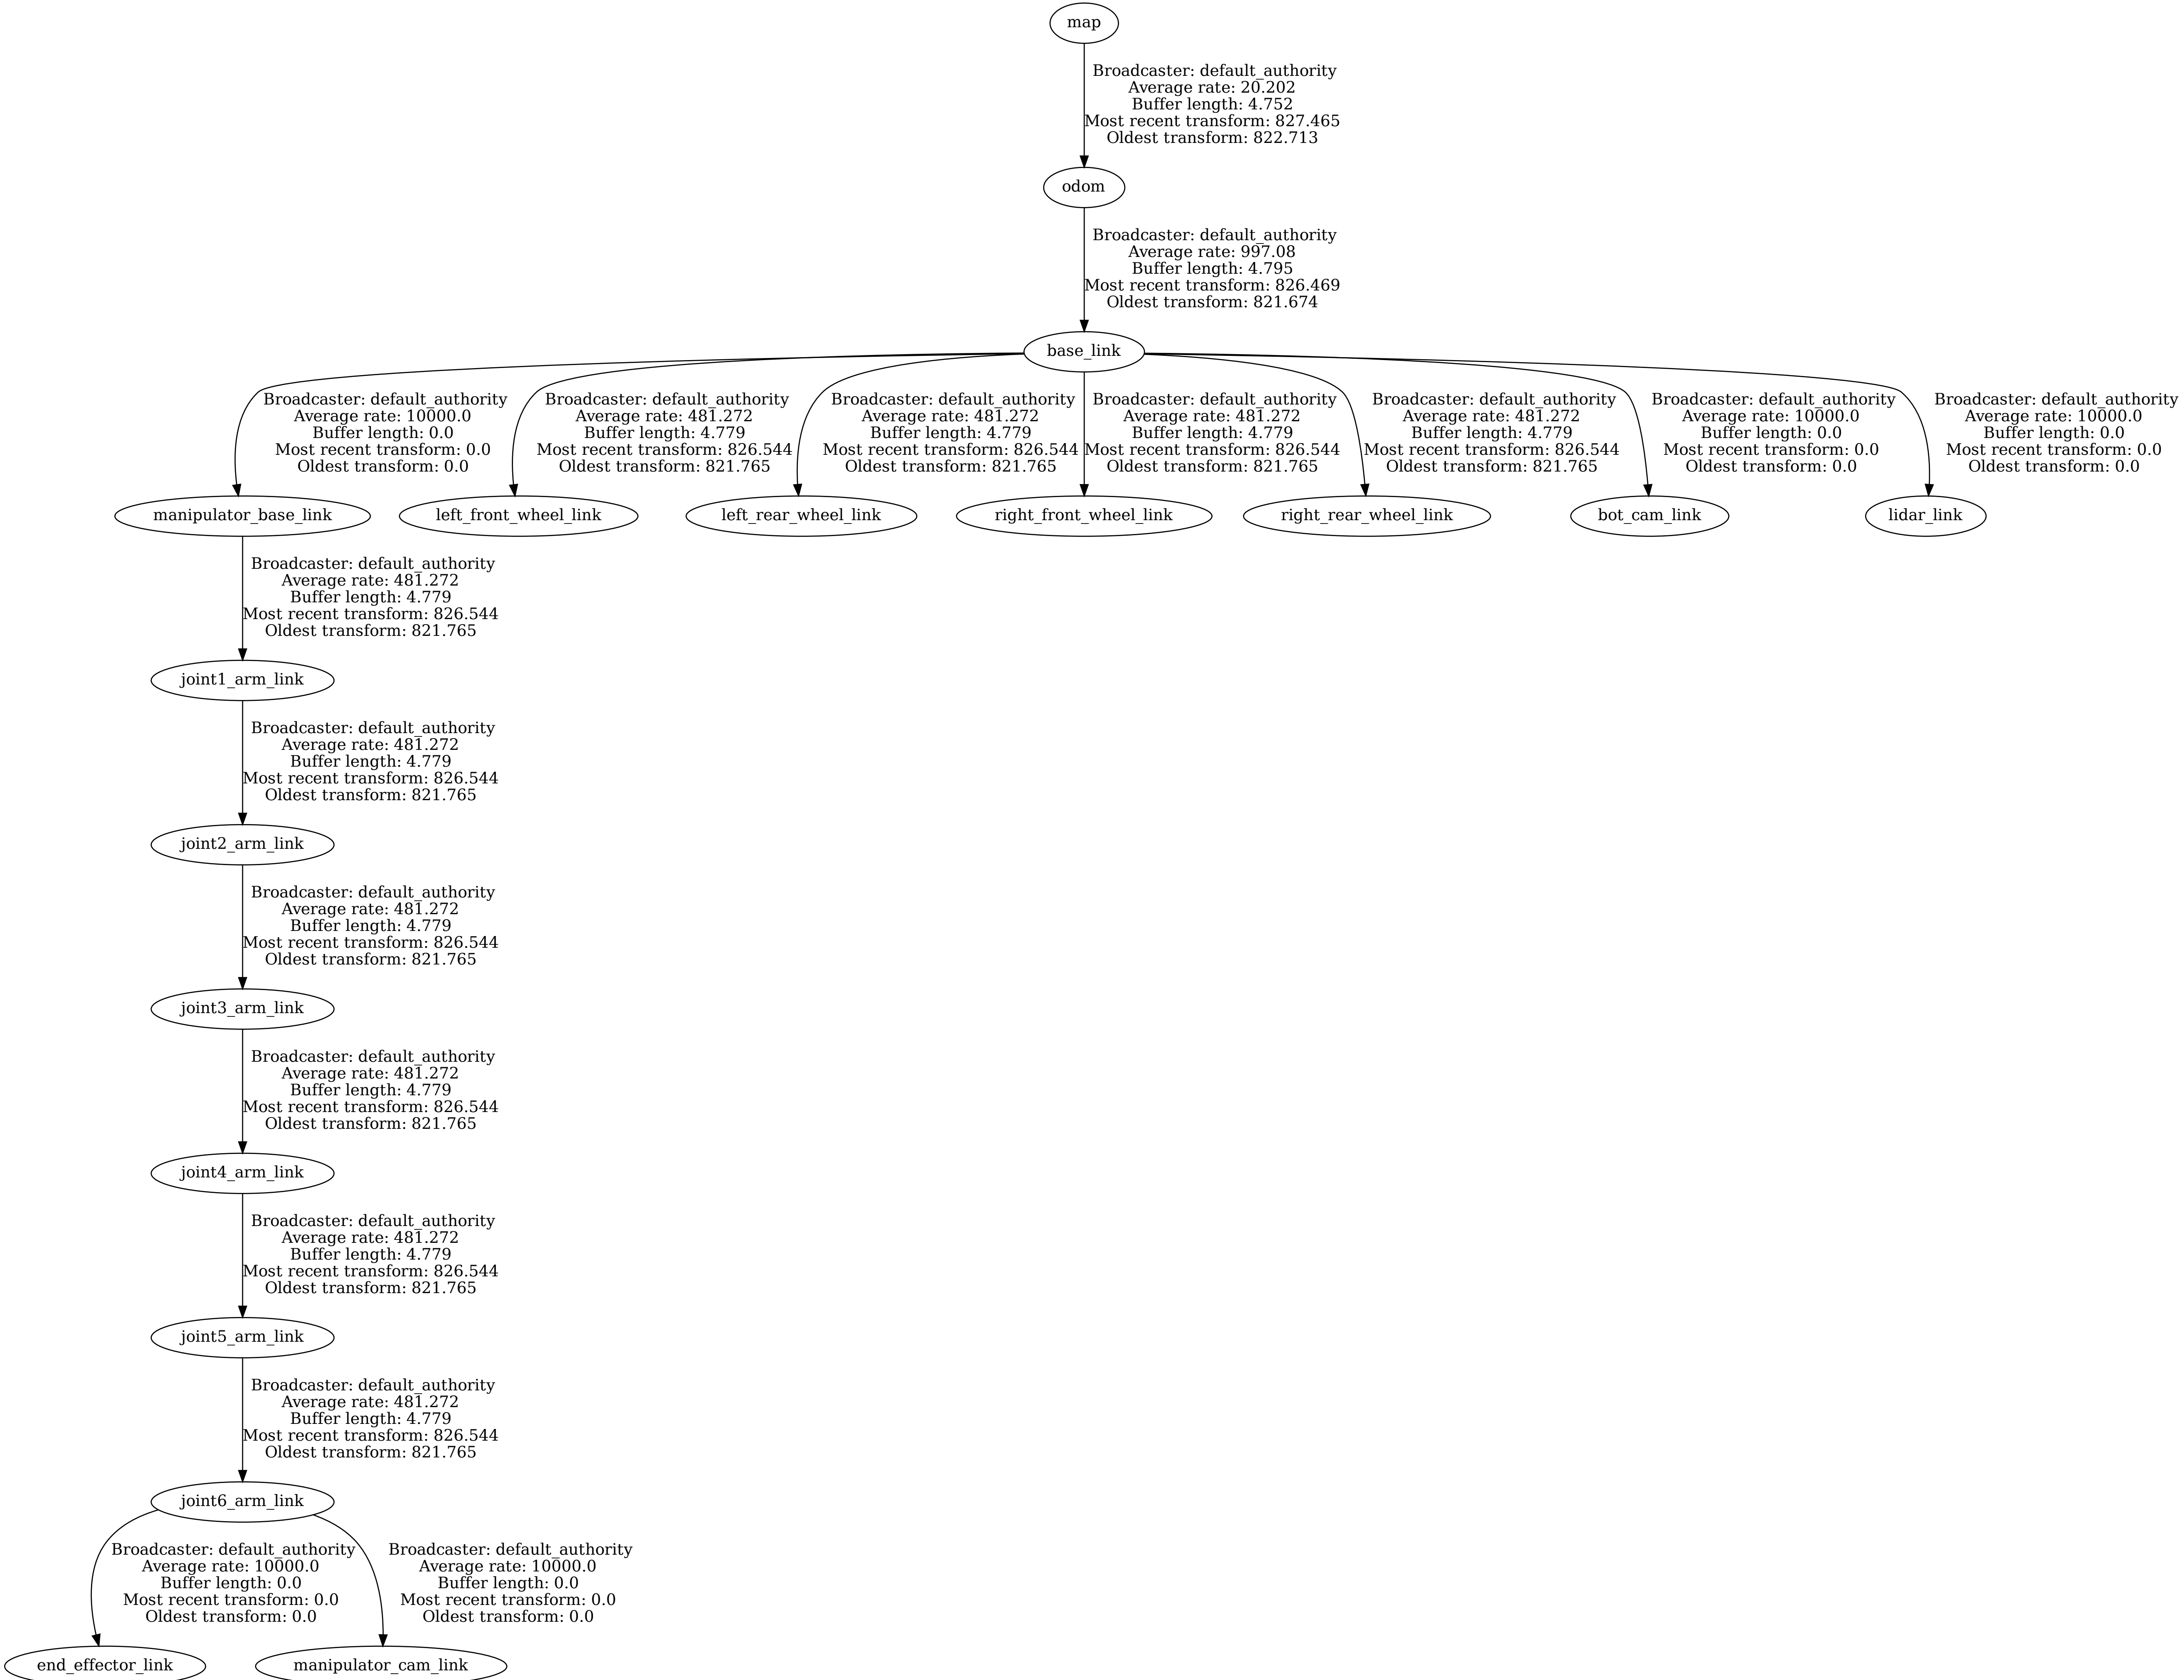 map
Broadcaster: default_authority
Average rate: 20.202
Buffer length: 4.752
Most recent transform: 827.465
Oldest transform: 822.713
odom
Broadcaster: default_authority
Average rate: 997.08
Buffer length: 4.795
Most recent transform: 826.469
Oldest transform: 821.674
base_link
Broadcaster: default_authority
Average rate: 10000.0
Buffer length: 0.0
Most recent transform: 0.0
Oldest transform: 0.0
Broadcaster: default_authority
Average rate: 481.272
Buffer length: 4.779
Most recent transform: 826.544
Oldest transform: 821.765
Broadcaster: default_authority
Average rate: 481.272
Buffer length: 4.779
Most recent transform: 826.544
Oldest transform: 821.765
Broadcaster: default_authority
Average rate: 481.272
Buffer length: 4.779
Most recent transform: 826.544
Oldest transform: 821.765
Broadcaster: default_authority
Average rate: 481.272
Buffer length: 4.779
Most recent transform: 826.544
Oldest transform: 821.765
Broadcaster: default_authority
Average rate: 10000.0
Buffer length: 0.0
Most recent transform: 0.0
Oldest transform: 0.0
Broadcaster: default_authority
Average rate: 10000.0
Buffer length: 0.0
Most recent transform: 0.0
Oldest transform: 0.0
manipulator_base_link
left_front_wheel_link
left_rear_wheel_link
right_front_wheel_link
right_rear_wheel_link
bot_cam_link
lidar_link
Broadcaster: default_authority
Average rate: 481.272
Buffer length: 4.779
Most recent transform: 826.544
Oldest transform: 821.765
joint1_arm_link
Broadcaster: default_authority
Average rate: 481.272
Buffer length: 4.779
Most recent transform: 826.544
Oldest transform: 821.765
joint2_arm_link
Broadcaster: default_authority
Average rate: 481.272
Buffer length: 4.779
Most recent transform: 826.544
Oldest transform: 821.765
joint3_arm_link
Broadcaster: default_authority
Average rate: 481.272
Buffer length: 4.779
Most recent transform: 826.544
Oldest transform: 821.765
joint4_arm_link
Broadcaster: default_authority
Average rate: 481.272
Buffer length: 4.779
Most recent transform: 826.544
Oldest transform: 821.765
joint5_arm_link
Broadcaster: default_authority
Average rate: 481.272
Buffer length: 4.779
Most recent transform: 826.544
Oldest transform: 821.765
joint6_arm_link
Broadcaster: default_authority
Average rate: 10000.0
Buffer length: 0.0
Most recent transform: 0.0
Oldest transform: 0.0
Broadcaster: default_authority
Average rate: 10000.0
Buffer length: 0.0
Most recent transform: 0.0
Oldest transform: 0.0
end_effector_link
manipulator_cam_link